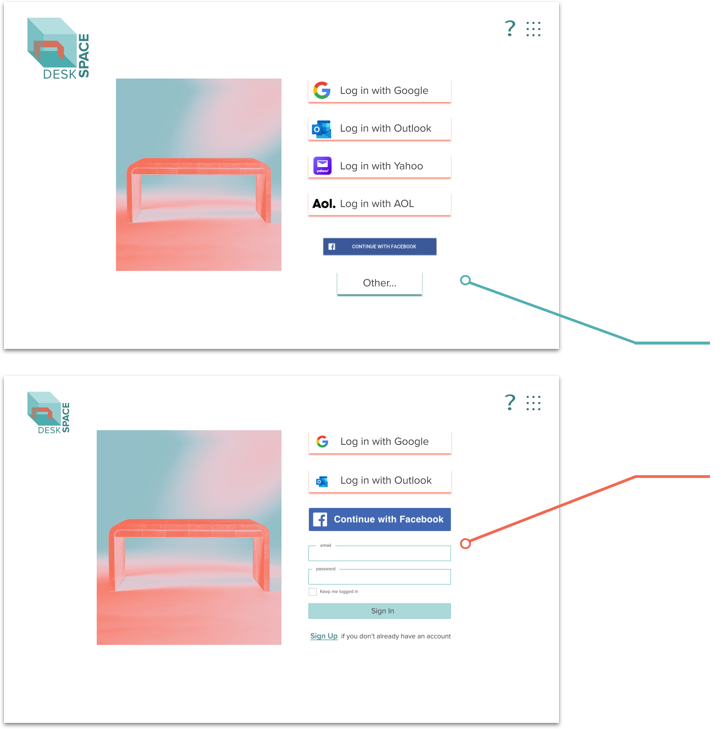 DESK
SPACE
?
Log in with Google
Log in with Outlook
yahoo!
Log in with Yahoo
Aol. Log in with AOL
CONTINUE WITH FACEBOOK
Other...
DESK
SPACE
?
Log in with Google
Log in with Outlook
Continue with Facebook
email
password
Keep me logged in
Sign In
Sign Up if you don't already have an account